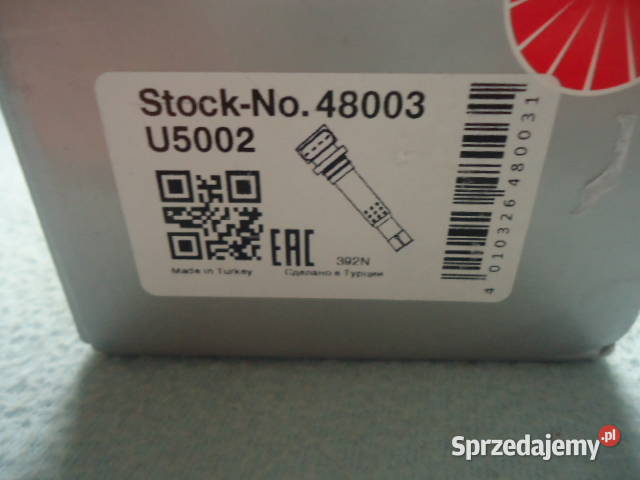 Stock-No. 48003
U5002
EAC
392N
Made in Turkey
Сделано в Турции
4 010326 480031
Sprzedajemy.pl